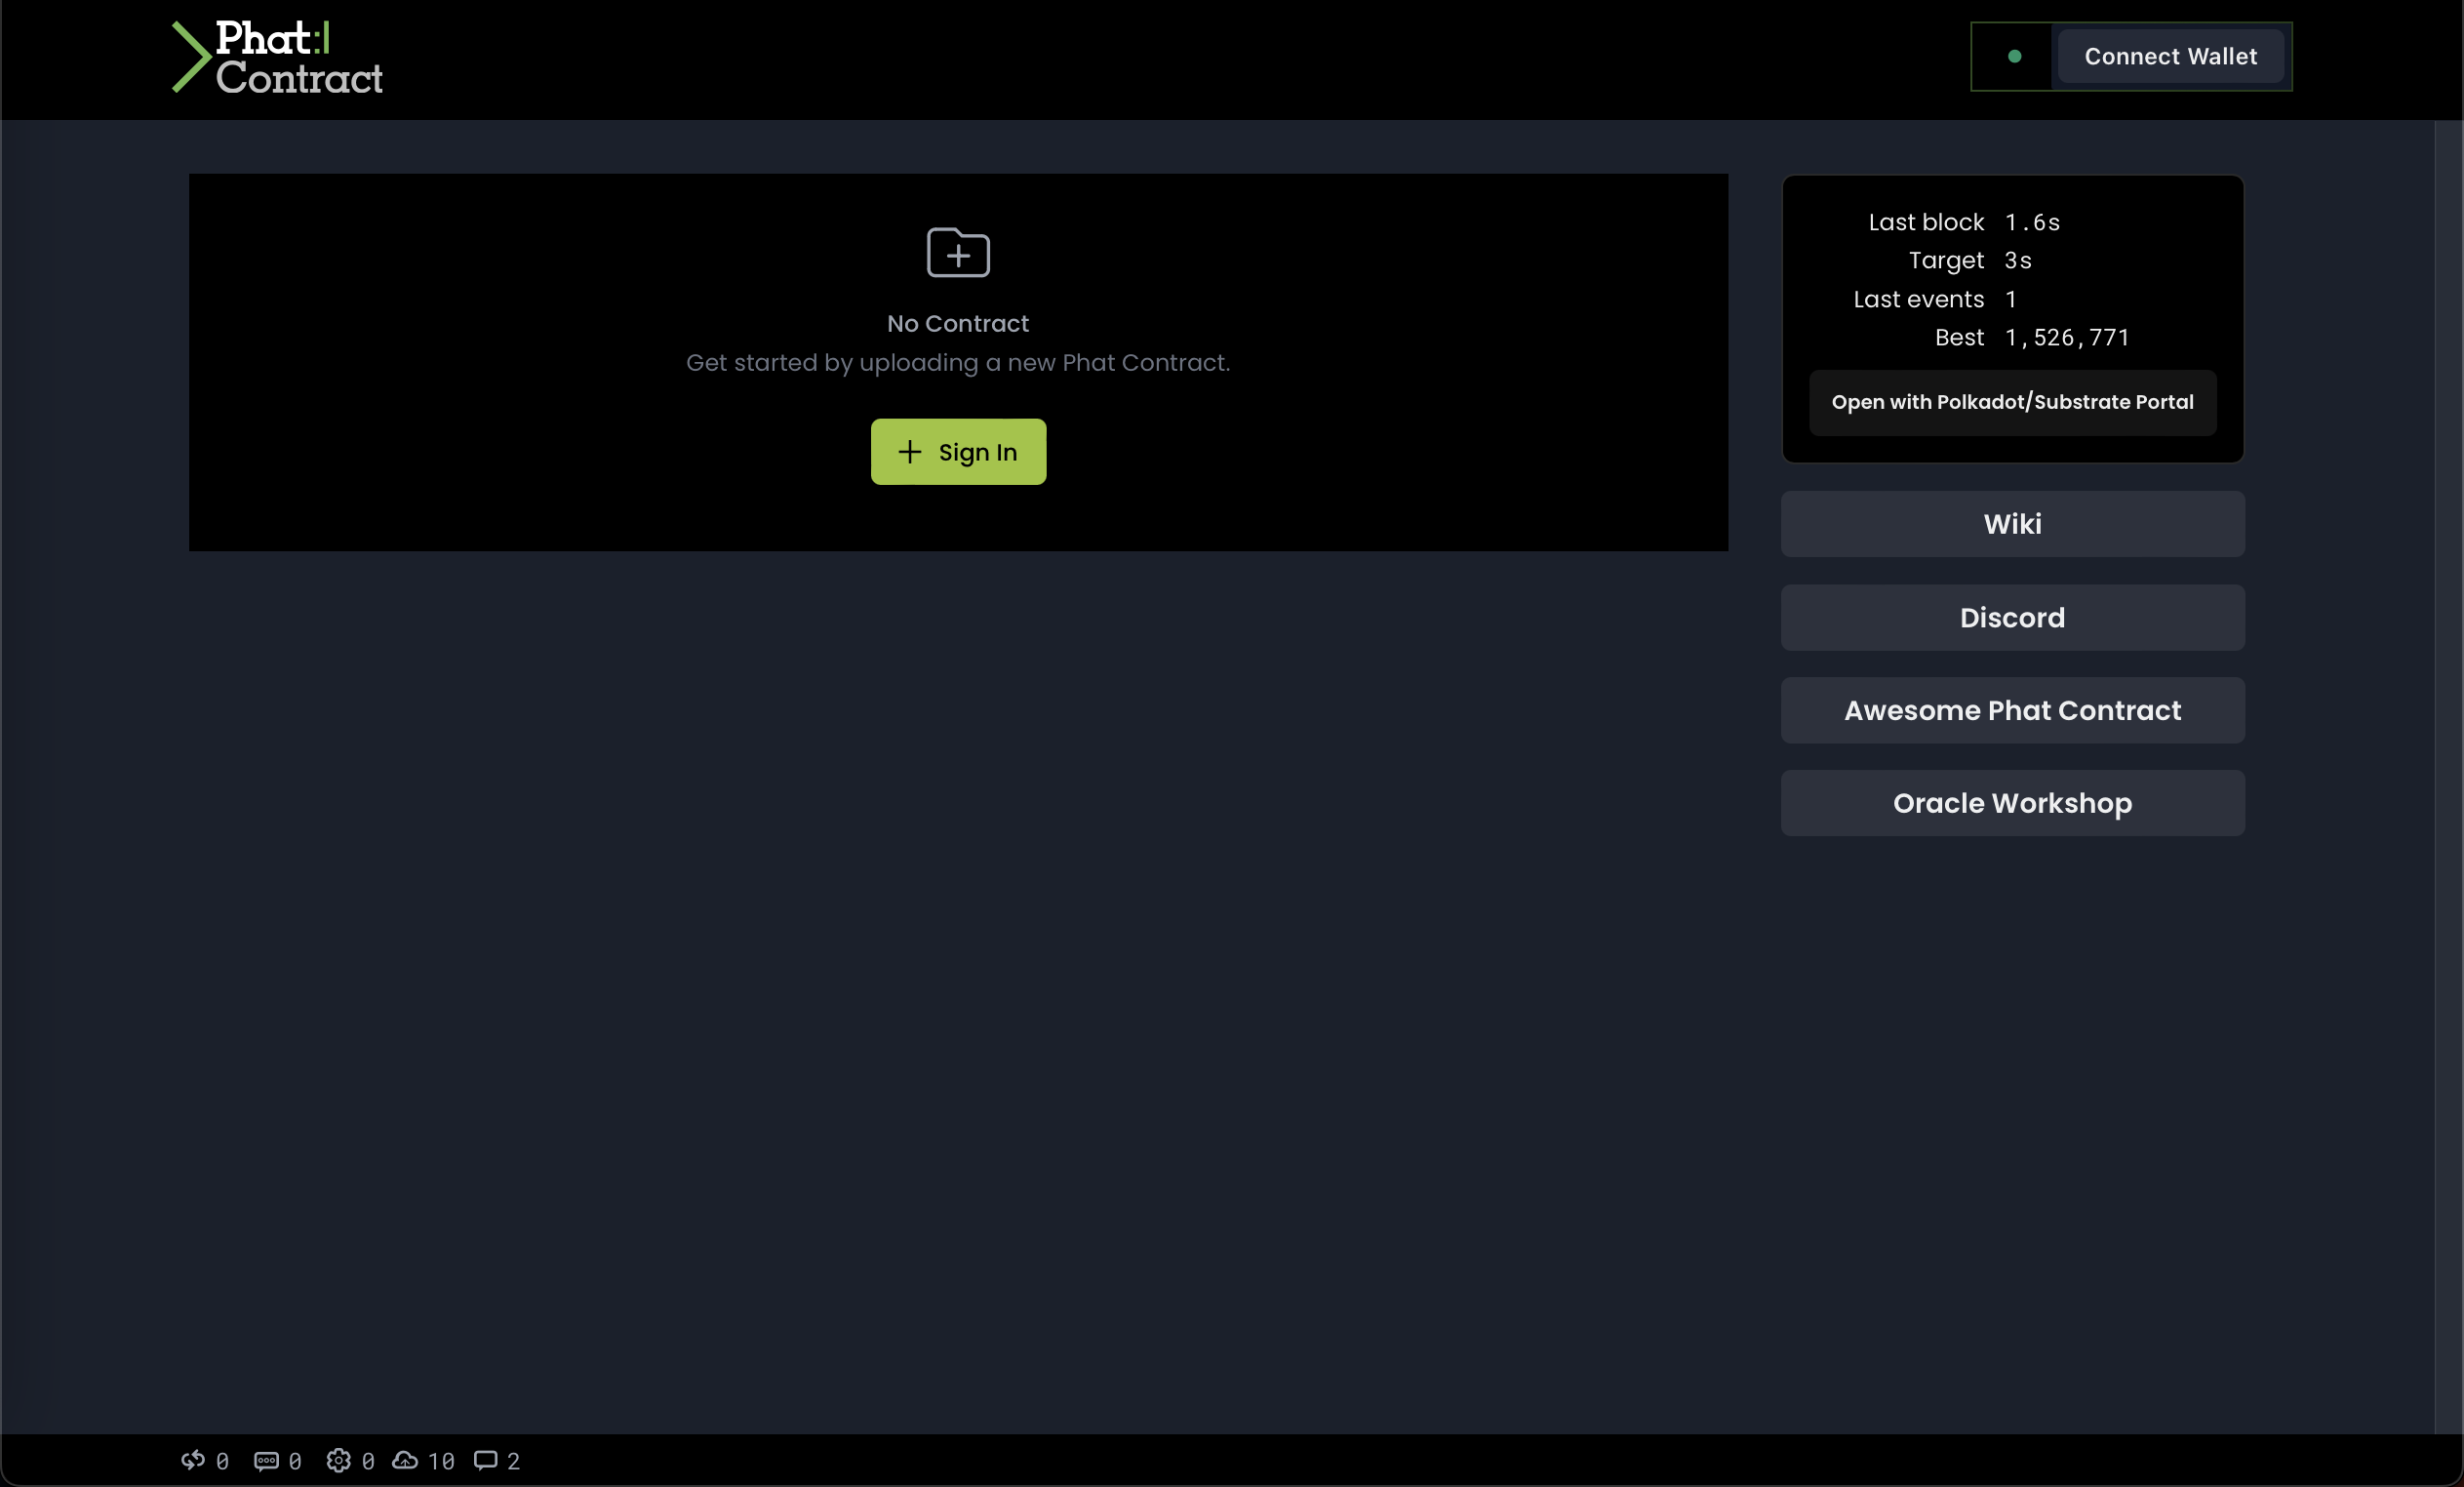 Phat
Contract
Connect Wallet
No Contract
Get started by uploading a new Phat Contract.
Sign In
Last block 1.6s
Target 3s
Last events 1
Best 1,526,771
Open with Polkadot/Substrate Portal
Wiki
Discord
Awesome Phat Contract
Oracle Workshop
0 0 0 10 2